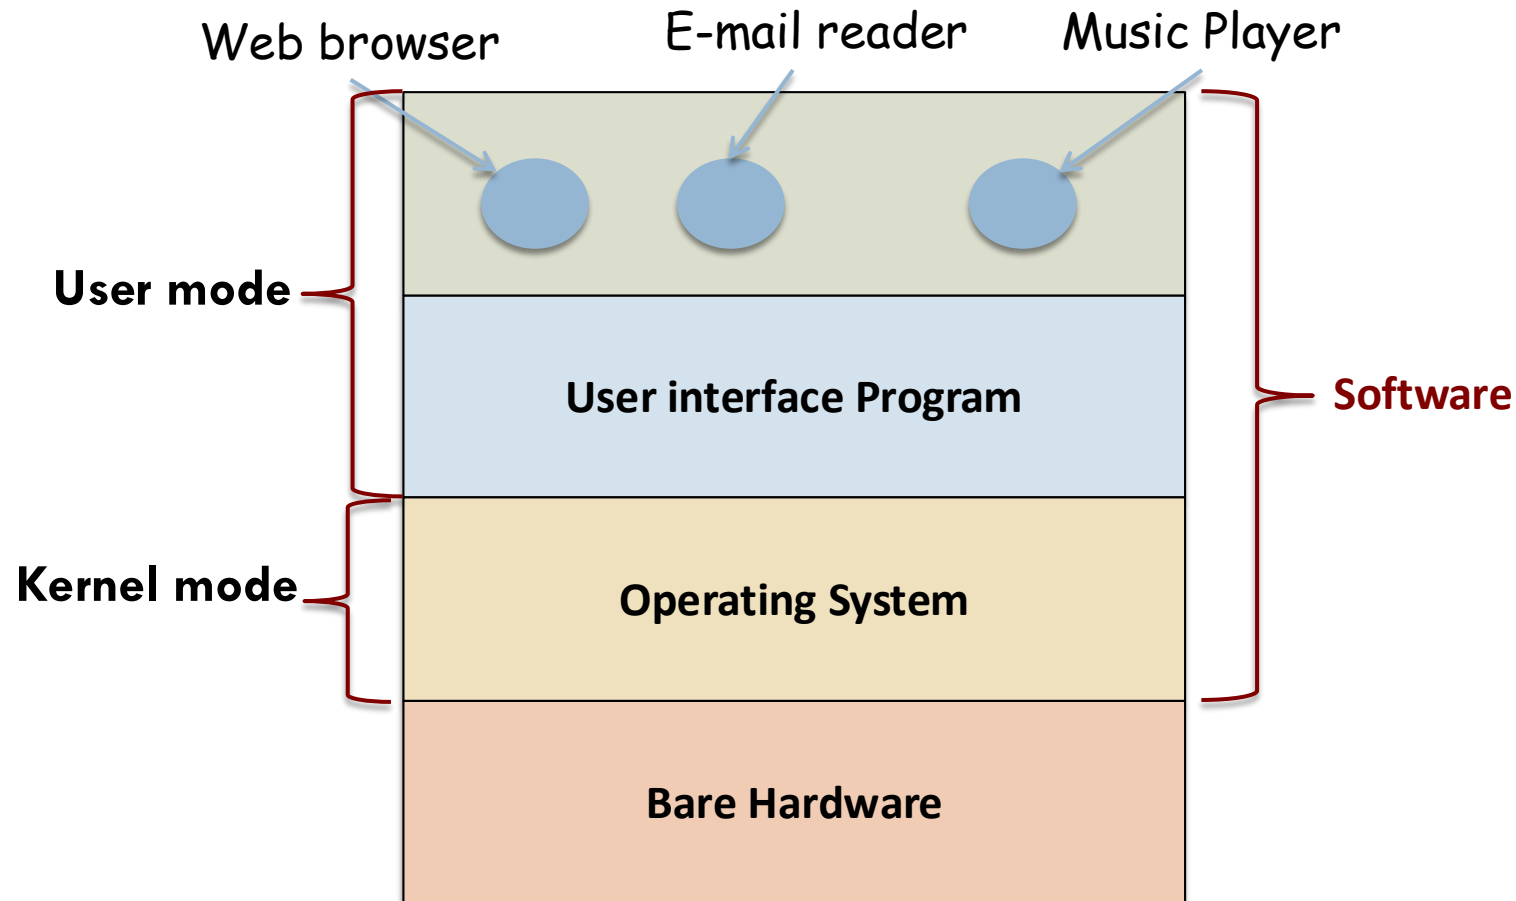 Web browser
E-mail reader
Music Player
User mode
User interface Program
Software
Kernel mode
Operating System
Bare Hardware